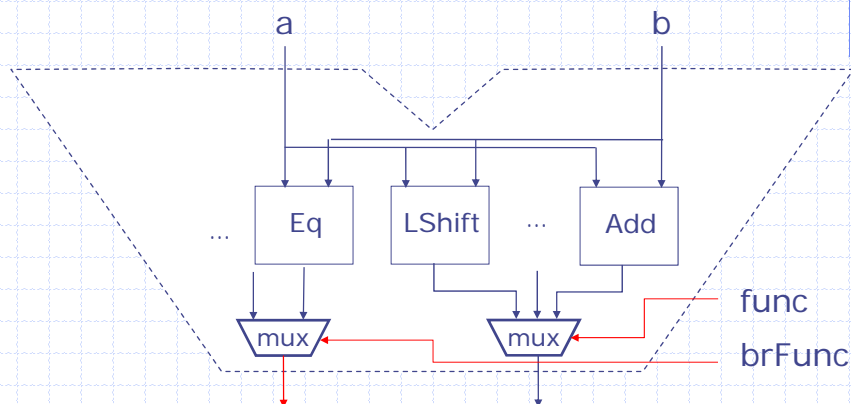 a b
... Eq LShift ... Add
mux mux
func
brFunc